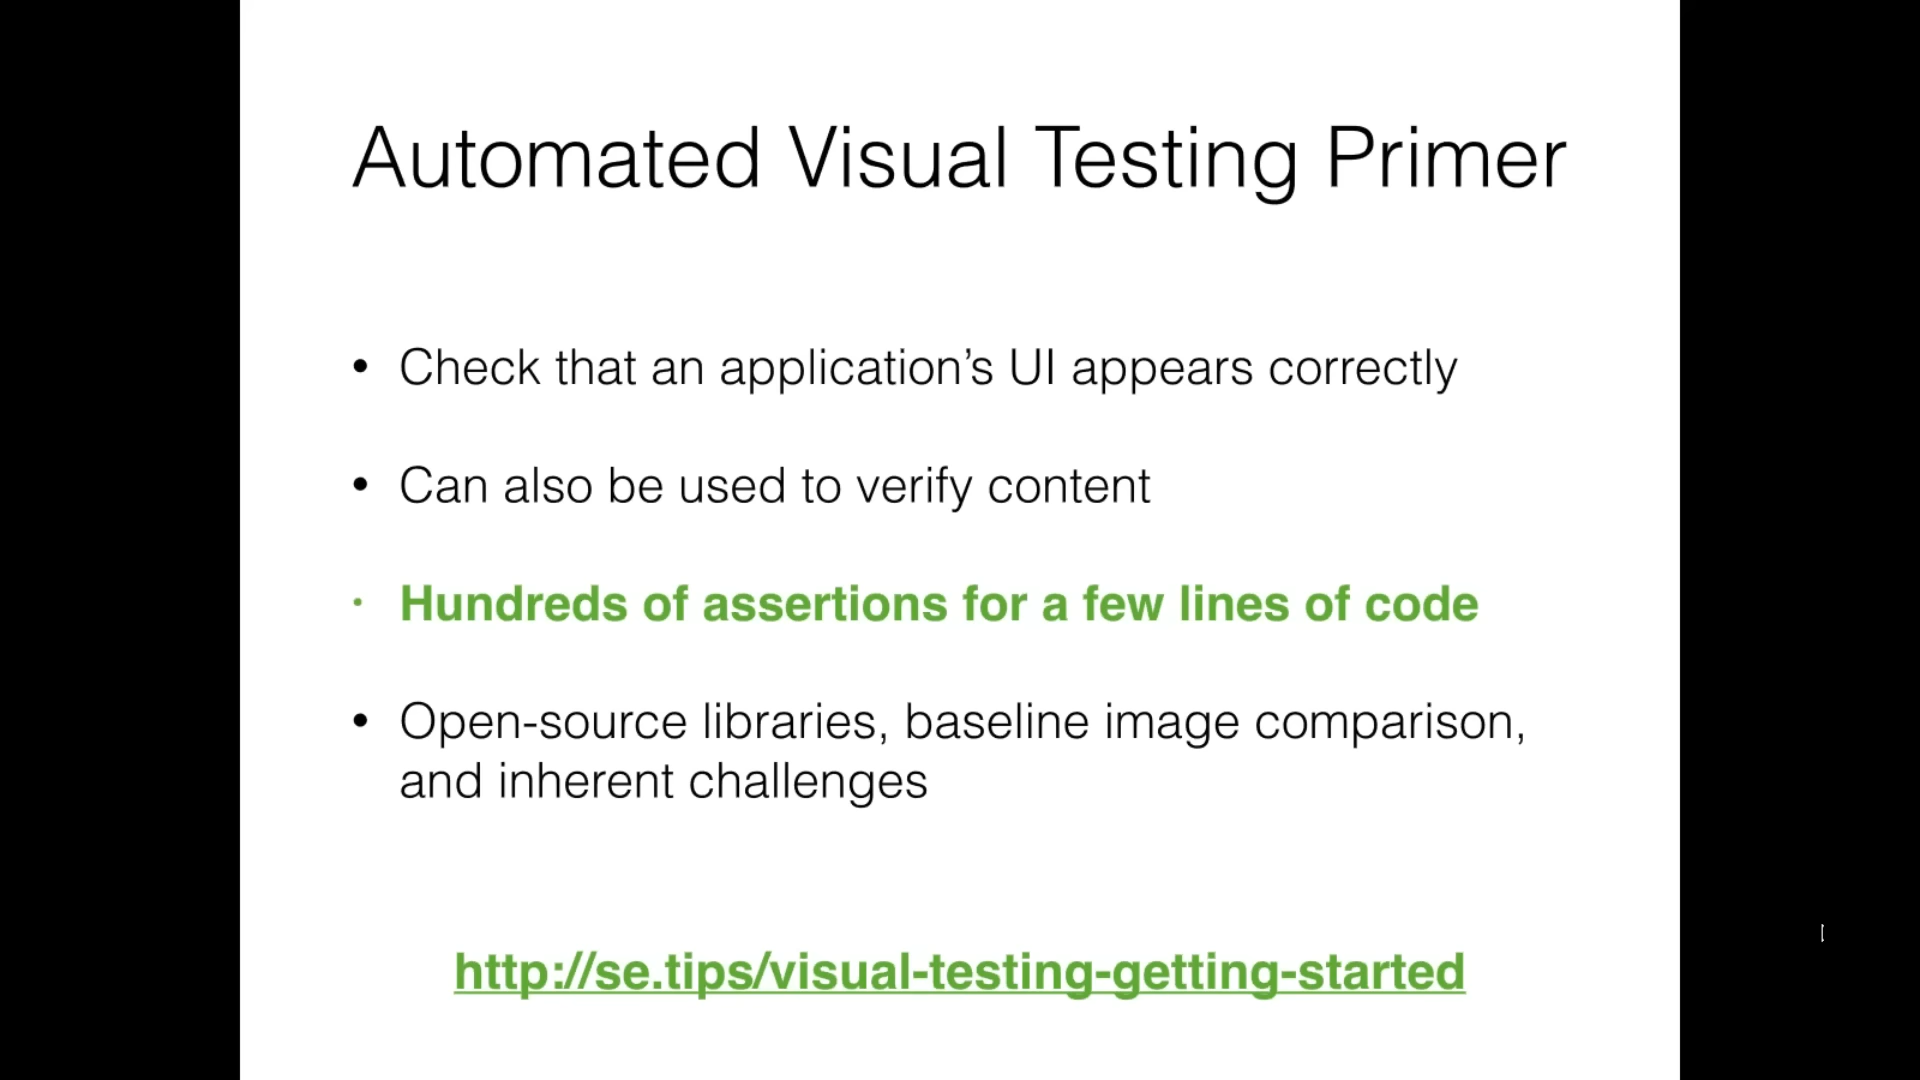 Automated Visual Testing Primer
• Check that an application’s UI appears correctly
• Can also be used to verify content
• Hundreds of assertions for a few lines of code
• Open-source libraries, baseline image comparison,
and inherent challenges
http://se.tips/visual-testing-getting-started